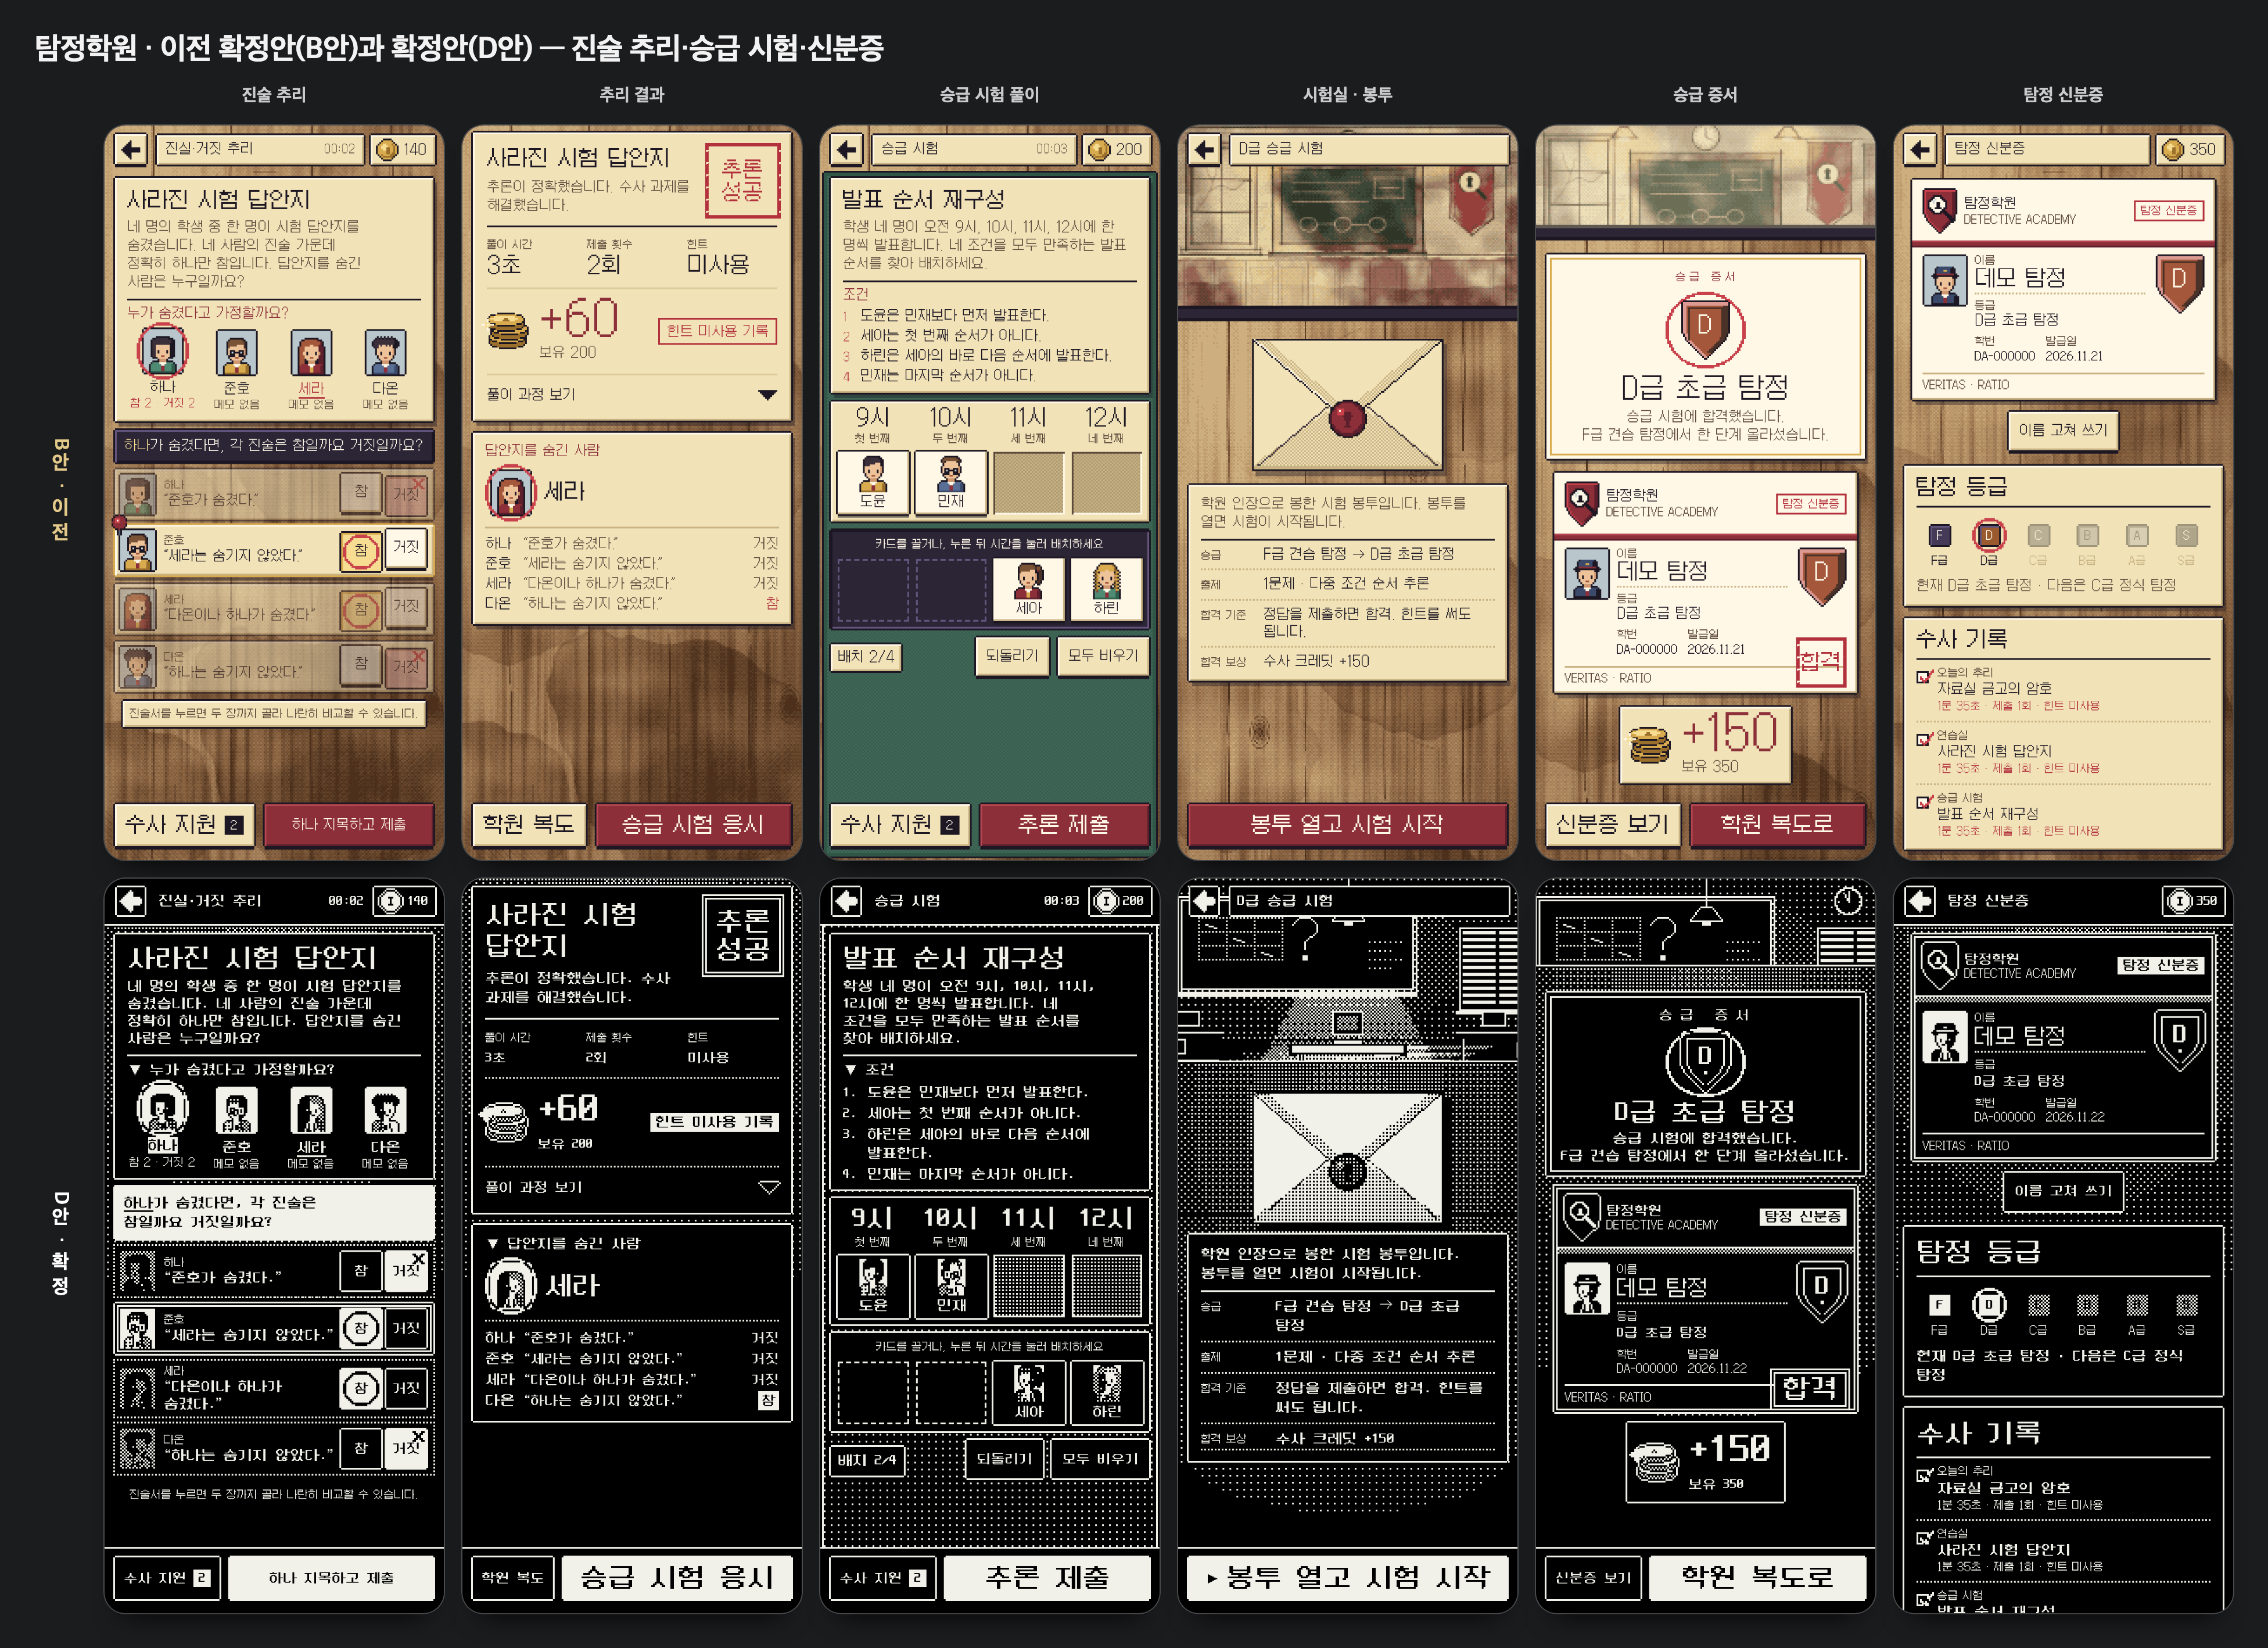 탐정학원 · 이전 확정안(B안)과 확정안(D안) — 진술 추리·승급 시험·신분증
진술 추리
추리 결과
승급 시험 풀이
시험실 · 봉투
승급 증서
탐정 신분증
B안 · 이전
진실·거짓 추리
00:02
140
사라진 시험 답안지
네 명의 학생 중 한 명이 시험 답안지를
숨겼습니다. 네 사람의 진술 가운데
정확히 하나만 참입니다. 답안지를 숨긴
사람은 누구일까요?
누가 숨겼다고 가정할까요?
하나
준호
세라
다온
참 2 · 거짓 2
메모 없음
메모 없음
메모 없음
하나가 숨겼다면, 각 진술은 참일까요 거짓일까요?
하나
“준호가 숨겼다.”
참
거짓
준호
“세라는 숨기지 않았다.”
참
거짓
세라
“다온이나 하나가 숨겼다.”
참
거짓
다온
“하나는 숨기지 않았다.”
참
거짓
진술서를 누르면 두 장까지 골라 나란히 비교할 수 있습니다.
수사 지원 2
하나 지목하고 제출
사라진 시험 답안지
추론이 정확했습니다. 수사 과제를
해결했습니다.
추론
성공
풀이 시간
제출 횟수
힌트
3초
2회
미사용
+60
보유 200
힌트 미사용 기록
풀이 과정 보기
답안지를 숨긴 사람
세라
하나 “준호가 숨겼다.” 거짓
준호 “세라는 숨기지 않았다.” 거짓
세라 “다온이나 하나가 숨겼다.” 거짓
다온 “하나는 숨기지 않았다.” 참
학원 복도
승급 시험 응시
승급 시험
00:03
200
발표 순서 재구성
학생 네 명이 오전 9시, 10시, 11시, 12시에 한
명씩 발표합니다. 네 조건을 모두 만족하는 발표
순서를 찾아 배치하세요.
조건
1 도윤은 민재보다 먼저 발표한다.
2 세아는 첫 번째 순서가 아니다.
3 하린은 세아의 바로 다음 순서에 발표한다.
4 민재는 마지막 순서가 아니다.
9시
10시
11시
12시
첫 번째
두 번째
세 번째
네 번째
도윤
민재
카드를 끌거나, 누른 뒤 시간을 눌러 배치하세요
세아
하린
배치 2/4
되돌리기
모두 비우기
수사 지원 2
추론 제출
D급 승급 시험
학원 인장으로 봉한 시험 봉투입니다. 봉투를
열면 시험이 시작됩니다.
승급 F급 견습 탐정 → D급 초급 탐정
출제 1문제 · 다중 조건 순서 추론
합격 기준 정답을 제출하면 합격. 힌트를 써도
됩니다.
합격 보상 수사 크레딧 +150
봉투 열고 시험 시작
승급 증서
D
D급 초급 탐정
승급 시험에 합격했습니다.
F급 견습 탐정에서 한 단계 올라섰습니다.
탐정학원
DETECTIVE ACADEMY
탐정 신분증
이름
데모 탐정
D
등급
D급 초급 탐정
학번
발급일
DA-000000
2026.11.21
합격
VERITAS · RATIO
+150
보유 350
신분증 보기
학원 복도로
탐정 신분증
350
탐정학원
DETECTIVE ACADEMY
탐정 신분증
이름
데모 탐정
D
등급
D급 초급 탐정
학번
발급일
DA-000000
2026.11.21
VERITAS · RATIO
이름 고쳐 쓰기
탐정 등급
F
D
C
B
A
S
F급
D급
C급
B급
A급
S급
현재 D급 초급 탐정 · 다음은 C급 정식 탐정
수사 기록
오늘의 추리
자료실 금고의 암호
1분 35초 · 제출 1회 · 힌트 미사용
연습실
사라진 시험 답안지
1분 35초 · 제출 1회 · 힌트 미사용
승급 시험
발표 순서 재구성
1분 35초 · 제출 1회 · 힌트 미사용
D안 · 확정
진실·거짓 추리
00:02
140
사라진 시험 답안지
네 명의 학생 중 한 명이 시험 답안지를
숨겼습니다. 네 사람의 진술 가운데
정확히 하나만 참입니다. 답안지를 숨긴
사람은 누구일까요?
▼ 누가 숨겼다고 가정할까요?
하나
준호
세라
다온
참 2 · 거짓 2
메모 없음
메모 없음
메모 없음
하나가 숨겼다면, 각 진술은
참일까요 거짓일까요?
하나
“준호가 숨겼다.”
참
거짓
준호
“세라는 숨기지 않았다.”
참
거짓
세라
“다온이나 하나가
숨겼다.”
참
거짓
다온
“하나는 숨기지 않았다.”
참
거짓
진술서를 누르면 두 장까지 골라 나란히 비교할 수 있습니다.
수사 지원 2
하나 지목하고 제출
사라진 시험
답안지
추론이 정확했습니다. 수사
과제를 해결했습니다.
추론
성공
풀이 시간
제출 횟수
힌트
3초
2회
미사용
+60
보유 200
힌트 미사용 기록
풀이 과정 보기
▼ 답안지를 숨긴 사람
세라
하나 “준호가 숨겼다.” 거짓
준호 “세라는 숨기지 않았다.” 거짓
세라 “다온이나 하나가 숨겼다.” 거짓
다온 “하나는 숨기지 않았다.” 참
학원 복도
승급 시험 응시
승급 시험
00:03
200
발표 순서 재구성
학생 네 명이 오전 9시, 10시, 11시,
12시에 한 명씩 발표합니다. 네
조건을 모두 만족하는 발표 순서를
찾아 배치하세요.
▼ 조건
1. 도윤은 민재보다 먼저 발표한다.
2. 세아는 첫 번째 순서가 아니다.
3. 하린은 세아의 바로 다음 순서에
발표한다.
4. 민재는 마지막 순서가 아니다.
9시
10시
11시
12시
첫 번째
두 번째
세 번째
네 번째
도윤
민재
카드를 끌거나, 누른 뒤 시간을 눌러 배치하세요
세아
하린
배치 2/4
되돌리기
모두 비우기
수사 지원 2
추론 제출
D급 승급 시험
?
학원 인장으로 봉한 시험 봉투입니다.
봉투를 열면 시험이 시작됩니다.
승급 F급 견습 탐정 → D급 초급
탐정
출제 1문제 · 다중 조건 순서 추론
합격 기준 정답을 제출하면 합격. 힌트를
써도 됩니다.
합격 보상 수사 크레딧 +150
▸ 봉투 열고 시험 시작
?
승급 증서
D
D급 초급 탐정
승급 시험에 합격했습니다.
F급 견습 탐정에서 한 단계 올라섰습니다.
탐정학원
DETECTIVE ACADEMY
탐정 신분증
이름
데모 탐정
D
등급
D급 초급 탐정
학번
발급일
DA-000000
2026.11.22
합격
VERITAS · RATIO
+150
보유 350
신분증 보기
학원 복도로
탐정 신분증
350
탐정학원
DETECTIVE ACADEMY
탐정 신분증
이름
데모 탐정
D
등급
D급 초급 탐정
학번
발급일
DA-000000
2026.11.22
VERITAS · RATIO
이름 고쳐 쓰기
탐정 등급
F
D
F급
D급
C급
B급
A급
S급
현재 D급 초급 탐정 · 다음은 C급 정식
탐정
수사 기록
오늘의 추리
자료실 금고의 암호
1분 35초 · 제출 1회 · 힌트 미사용
연습실
사라진 시험 답안지
1분 35초 · 제출 1회 · 힌트 미사용
승급 시험
발표 순서 재구성